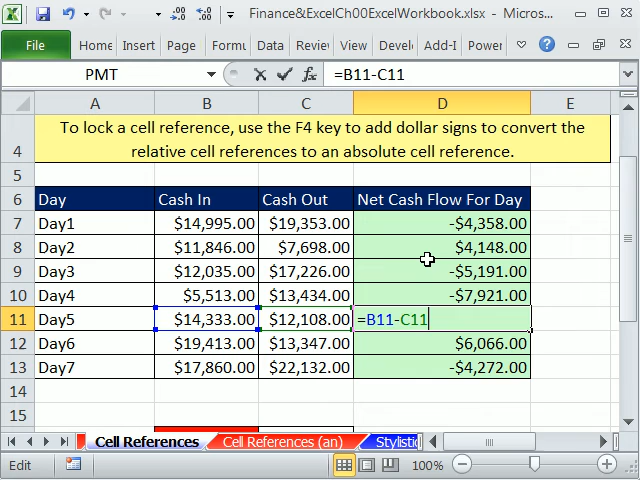 Finance&ExcelCh00ExcelWorkbook.xlsx - Micros...
File Home Insert Page Formu Data Review View Develo Add-I Power
PMT =B11-C11
A B C D E
4 To lock a cell reference, use the F4 key to add dollar signs to convert the
relative cell references to an absolute cell reference.
5
6 Day Cash In Cash Out Net Cash Flow For Day
7 Day1 $14,995.00 $19,353.00 -$4,358.00
8 Day2 $11,846.00 $7,698.00 $4,148.00
9 Day3 $12,035.00 $17,226.00 -$5,191.00
10 Day4 $5,513.00 $13,434.00 -$7,921.00
11 Day5 $14,333.00 $12,108.00 =B11-C11
12 Day6 $19,413.00 $13,347.00 $6,066.00
13 Day7 $17,860.00 $22,132.00 -$4,272.00
14
15
Cell References Cell References (an) Stylistic
Edit 100%